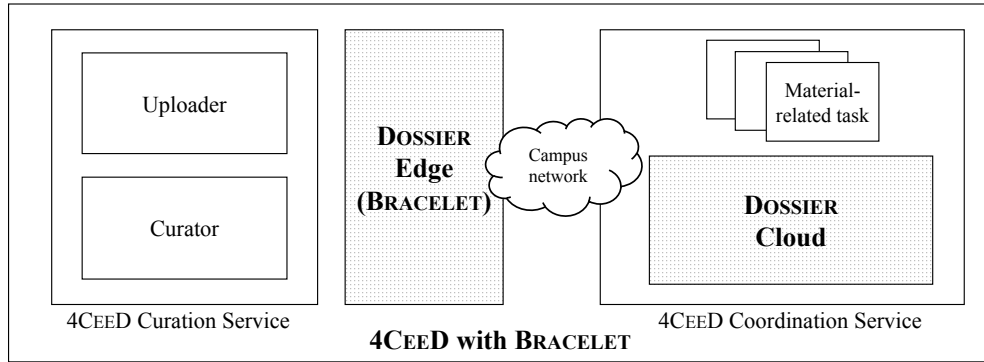 Uploader
Curator
4CEED Curation Service
DOSSIER
Edge
(BRACELET)
Campus
network
Material-
related task
DOSSIER
Cloud
4CEED Coordination Service
4CEED with BRACELET